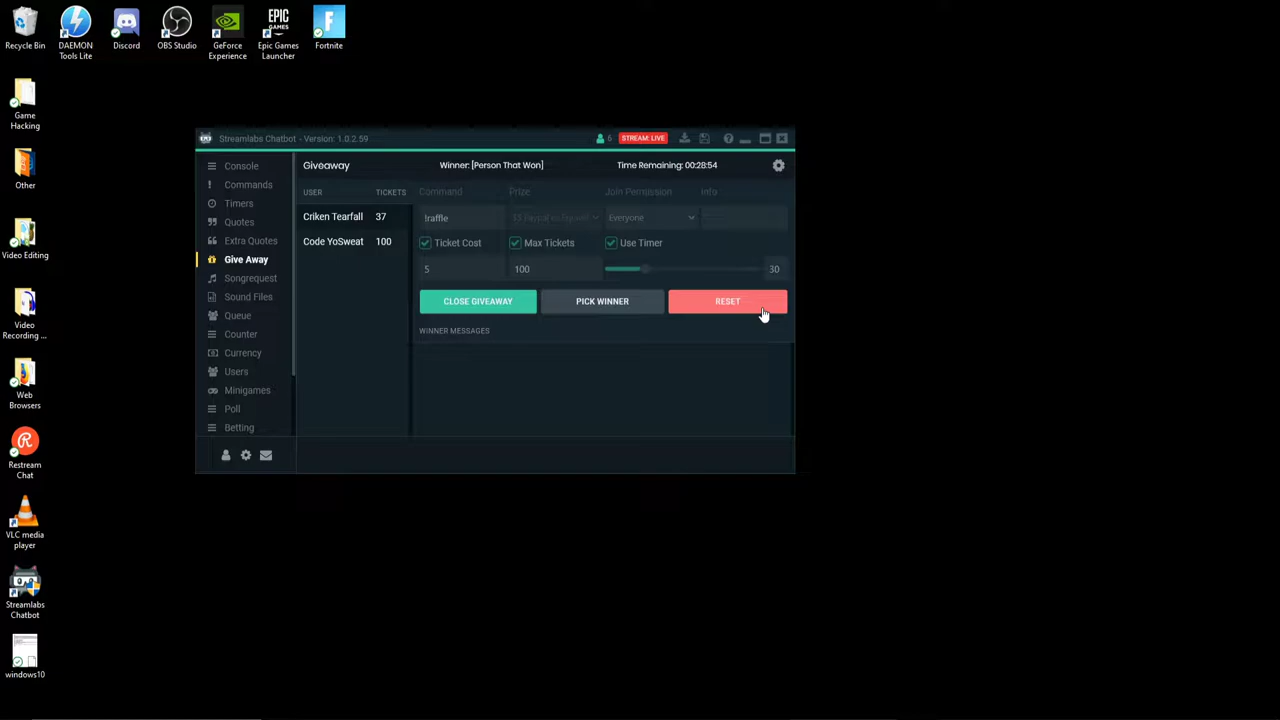 Recycle Bin
DAEMON Tools Lite
Discord
OBS Studio
GeForce Experience
Epic Games Launcher
Fortnite
Game Hacking
Other
Video Editing
Video Recording ...
Web Browsers
Restream Chat
VLC media player
Streamlabs Chatbot
windows10
Streamlabs Chatbot - Version: 1.0.2.59
6
STREAM: LIVE
Console
Commands
Timers
Quotes
Extra Quotes
Give Away
Songrequest
Sound Files
Queue
Counter
Currency
Users
Minigames
Poll
Betting
Giveaway
Winner: [Person That Won]
Time Remaining: 00:28:54
USER TICKETS
Criken Tearfall 37
Code YoSweat 100
Command Prize Join Permission Info
!raffle Everyone
Ticket Cost Max Tickets Use Timer
5 100 30
CLOSE GIVEAWAY PICK WINNER RESET
WINNER MESSAGES